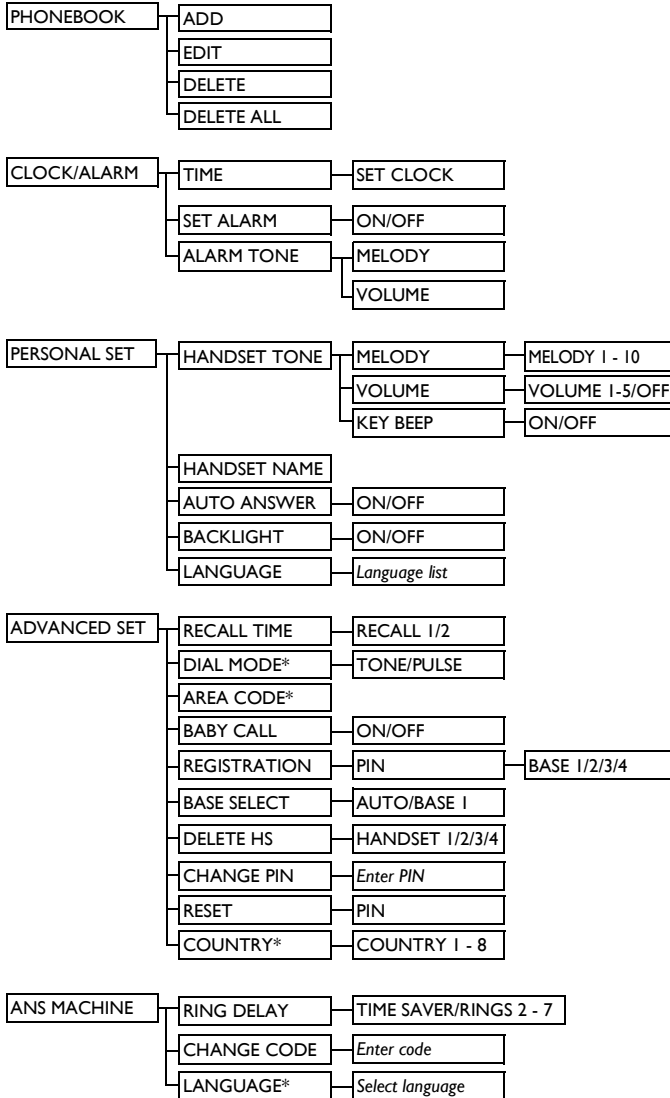 PHONEBOOK ADD
EDIT
DELETE
DELETE ALL
CLOCK/ALARM TIME SET CLOCK
SET ALARM ON/OFF
ALARM TONE MELODY
VOLUME
PERSONAL SET HANDSET TONE MELODY MELODY 1 - 10
VOLUME VOLUME 1-5/OFF
KEY BEEP ON/OFF
HANDSET NAME
AUTO ANSWER ON/OFF
BACKLIGHT ON/OFF
LANGUAGE Language list
ADVANCED SET RECALL TIME RECALL 1/2
DIAL MODE* TONE/PULSE
AREA CODE*
BABY CALL ON/OFF
REGISTRATION PIN BASE 1/2/3/4
BASE SELECT AUTO/BASE 1
DELETE HS HANDSET 1/2/3/4
CHANGE PIN Enter PIN
RESET PIN
COUNTRY* COUNTRY 1 - 8
ANS MACHINE RING DELAY TIME SAVER/RINGS 2 - 7
CHANGE CODE Enter code
LANGUAGE* Select language